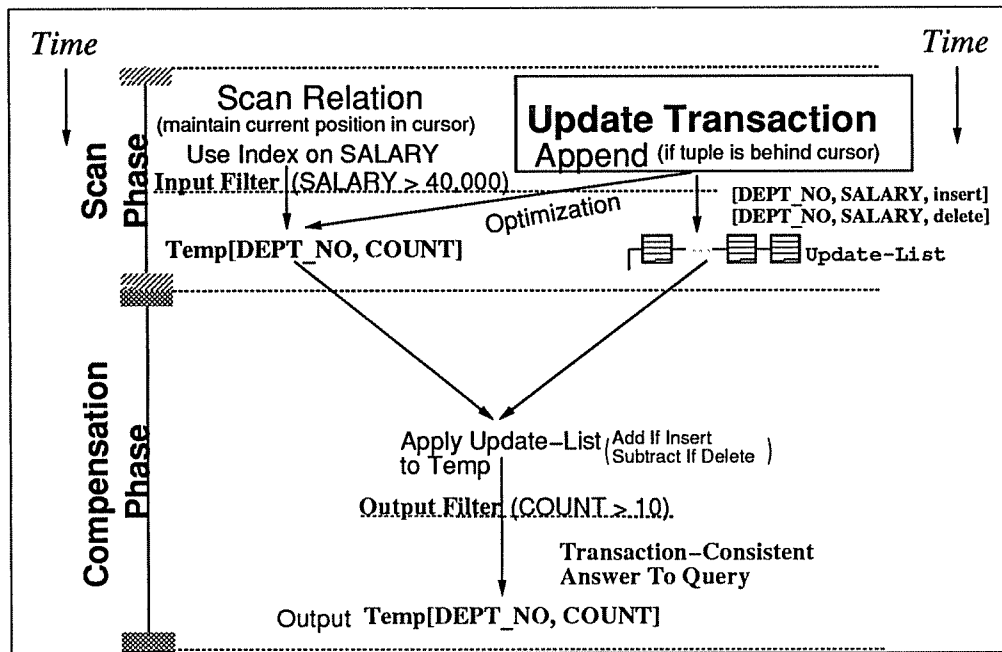 Time
Time
Scan Phase
Scan Relation
(maintain current position in cursor)
Use Index on SALARY
Input Filter (SALARY > 40,000)
Update Transaction
Append (if tuple is behind cursor)
Optimization
[DEPT_NO, SALARY, insert]
[DEPT_NO, SALARY, delete]
Temp[DEPT_NO, COUNT]
... Update-List
Compensation Phase
Apply Update-List (Add If Insert
to Temp Subtract If Delete )
Output Filter (COUNT > 10)
Transaction-Consistent
Answer To Query
Output Temp[DEPT_NO, COUNT]